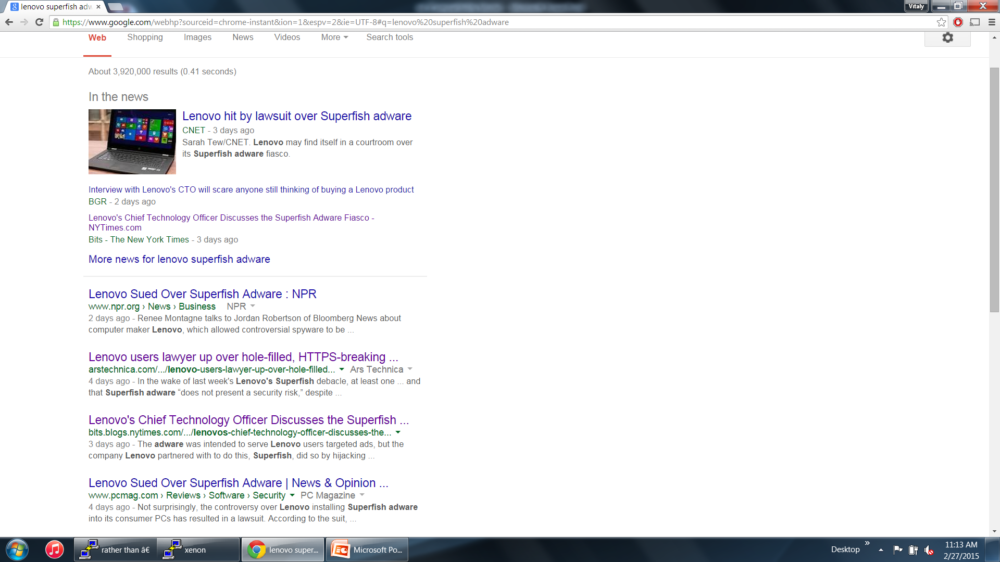 lenovo superfish adw
Vitaly
https://www.google.com/webhp?sourceid=chrome-instant&ion=1&espv=2&ie=UTF-8#q=lenovo%20superfish%20adware
Web Shopping Images News Videos More Search tools
About 3,920,000 results (0.41 seconds)
In the news
Lenovo hit by lawsuit over Superfish adware
CNET - 3 days ago
Sarah Tew/CNET. Lenovo may find itself in a courtroom over
its Superfish adware fiasco.
Interview with Lenovo's CTO will scare anyone still thinking of buying a Lenovo product
BGR - 2 days ago
Lenovo's Chief Technology Officer Discusses the Superfish Adware Fiasco -
NYTimes.com
Bits - The New York Times - 3 days ago
More news for lenovo superfish adware
Lenovo Sued Over Superfish Adware : NPR
www.npr.org › News › Business NPR
2 days ago - Renee Montagne talks to Jordan Robertson of Bloomberg News about
computer maker Lenovo, which allowed controversial spyware to be ...
Lenovo users lawyer up over hole-filled, HTTPS-breaking ...
arstechnica.com/.../lenovo-users-lawyer-up-over-hole-filled... Ars Technica
4 days ago - In the wake of last week's Lenovo's Superfish debacle, at least one ... and
that Superfish adware “does not present a security risk,” despite ...
Lenovo's Chief Technology Officer Discusses the Superfish ...
bits.blogs.nytimes.com/.../lenovos-chief-technology-officer-discusses-the...
3 days ago - The adware was intended to serve Lenovo users targeted ads, but the
company Lenovo partnered with to do this, Superfish, did so by hijacking ...
Lenovo Sued Over Superfish Adware | News & Opinion ...
www.pcmag.com › Reviews › Software › Security PC Magazine
4 days ago - Not surprisingly, the controversy over Lenovo installing Superfish adware
into its consumer PCs has resulted in a lawsuit. According to the suit, ...
rather than â€ xenon lenovo super... Microsoft Po... Desktop 11:13 AM
2/27/2015